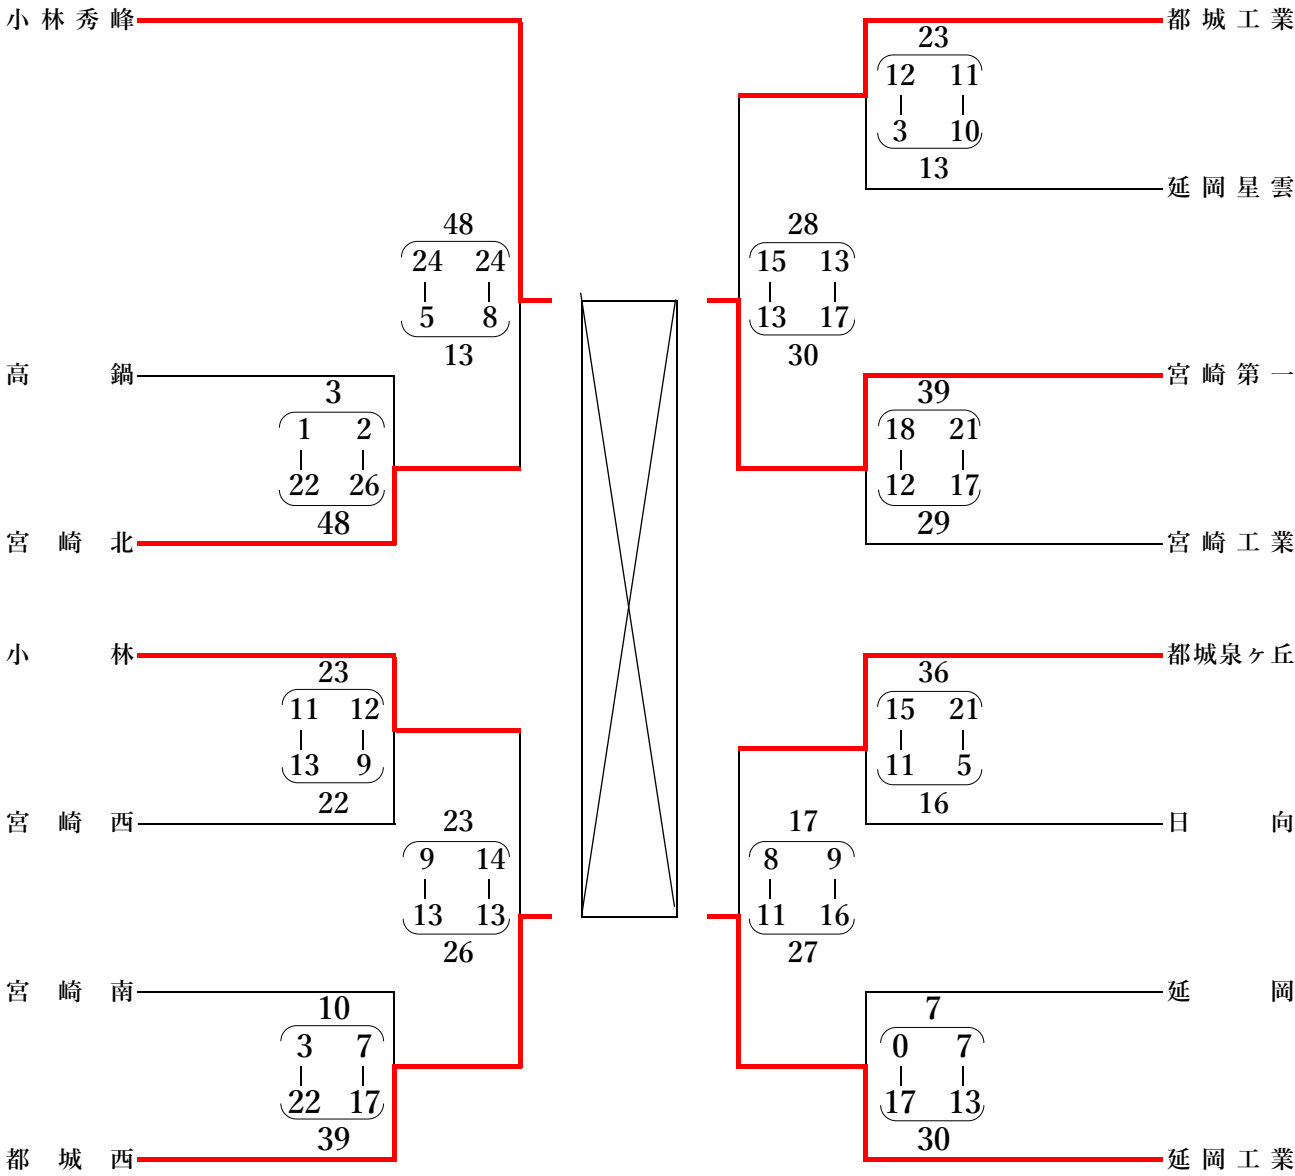 小林秀峰
都城工業
23
12 11
3 10
13
延岡星雲
48
24 24
5 8
13
28
15 13
13 17
30
高鍋
宮崎第一
3
1 2
22 26
48
39
18 21
12 17
29
宮崎北
宮崎工業
小林
都城泉ヶ丘
23
11 12
13 9
22
36
15 21
11 5
16
宮崎西
日向
23
9 14
13 13
26
17
8 9
11 16
27
宮崎南
延岡
10
3 7
22 17
39
7
0 7
17 13
30
都城西
延岡工業